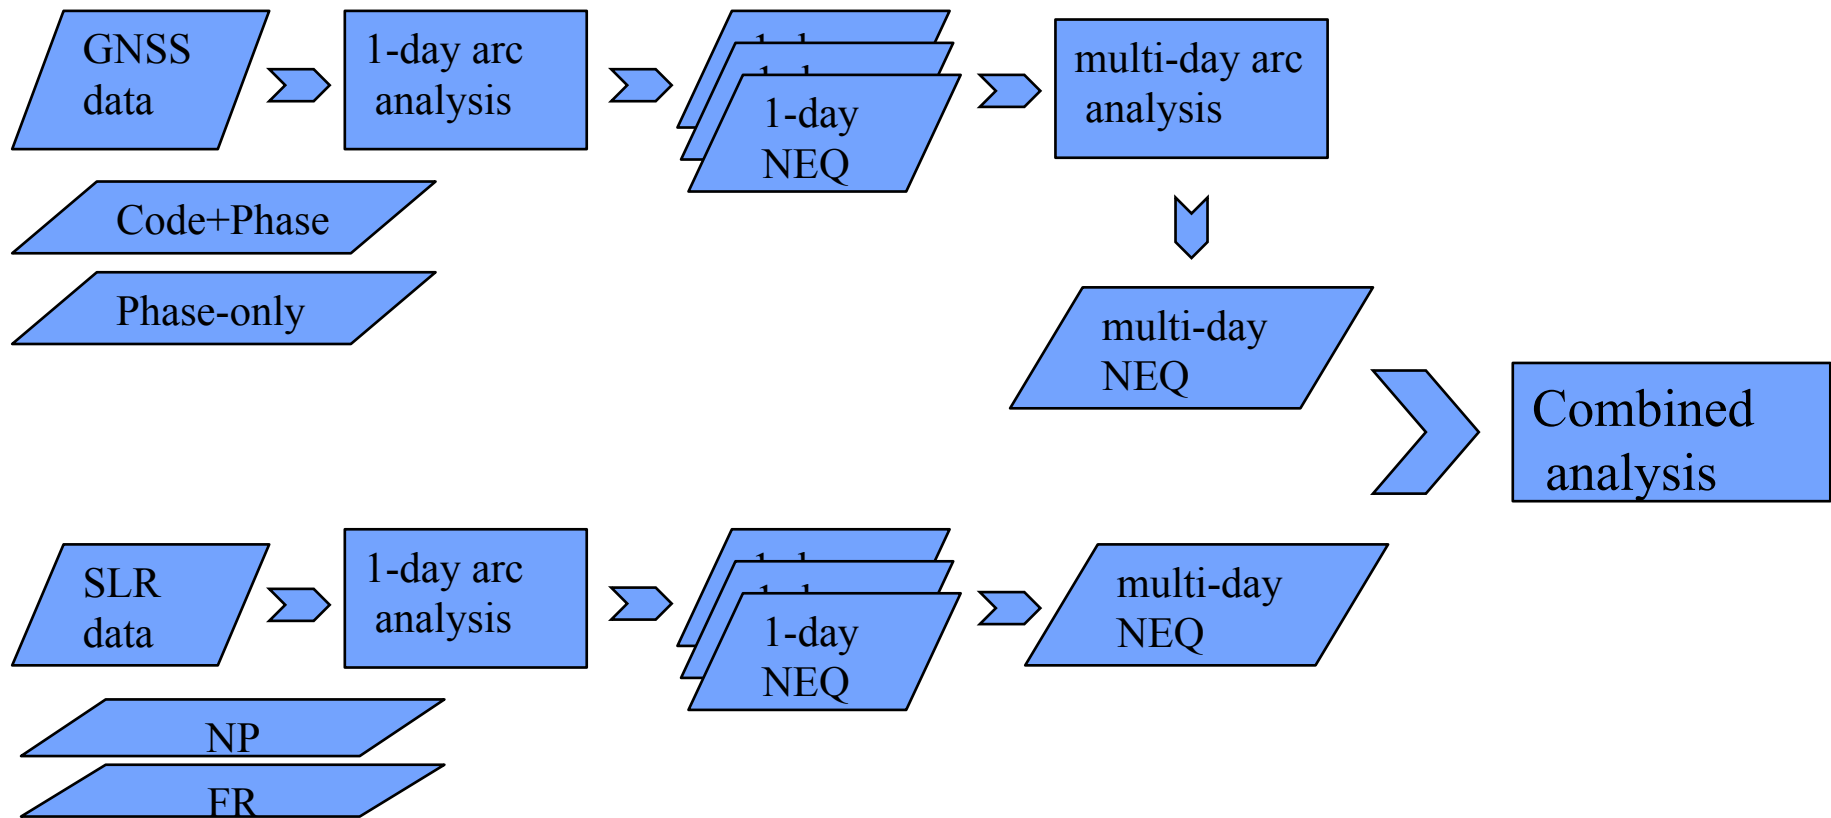 GNSS
data
1-day arc
analysis
1-day
NEQ
multi-day arc
analysis
Code+Phase
Phase-only
multi-day
NEQ
Combined
analysis
SLR
data
1-day arc
analysis
1-day
NEQ
multi-day
NEQ
NP
FR